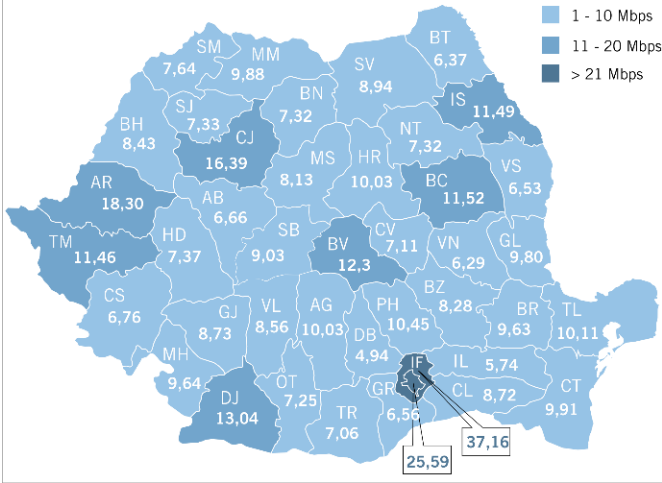 1 - 10 Mbps
11 - 20 Mbps
> 21 Mbps
SM
7,64
MM
9,88
SV
8,94
BT
6,37
IS
11,49
BH
8,43
SJ
7,33
CJ
16,39
BN
7,32
NT
7,32
MS
8,13
HR
10,03
BC
11,52
VS
6,53
AR
18,30
AB
6,66
TM
11,46
HD
7,37
SB
9,03
BV
12,3
CV
7,11
VN
6,29
GL
9,80
CS
6,76
GJ
8,73
VL
8,56
AG
10,03
PH
10,45
DB
4,94
BZ
8,28
BR
9,63
TL
10,11
MH
9,64
DJ
13,04
OT
7,25
TR
7,06
GR
6,56
IF
IL 5,74
CL 8,72
CT
9,91
37,16
25,59